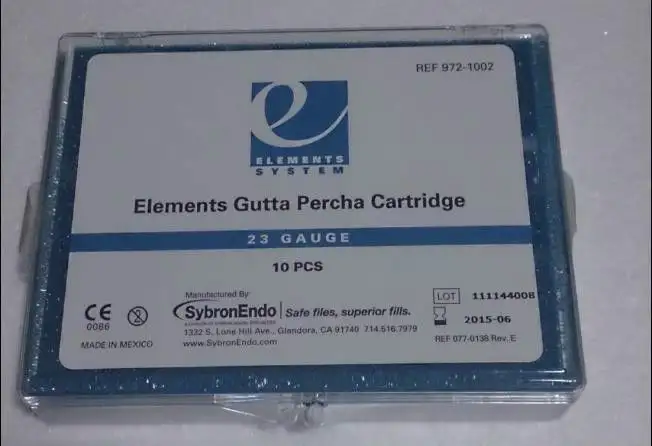 REF 972-1002
e
ELEMENTS
SYSTEM
Elements Gutta Percha Cartridge
23 GAUGE
10 PCS
Manufactured By
SybronEndo
Safe files, superior fills.
1332 S. Lone Hill Ave., Glendora, CA 91740 714.516.7979
www.SybronEndo.com
CE
0086
MADE IN MEXICO
LOT 111144008
2015-06
REF 077-0138 Rev. E